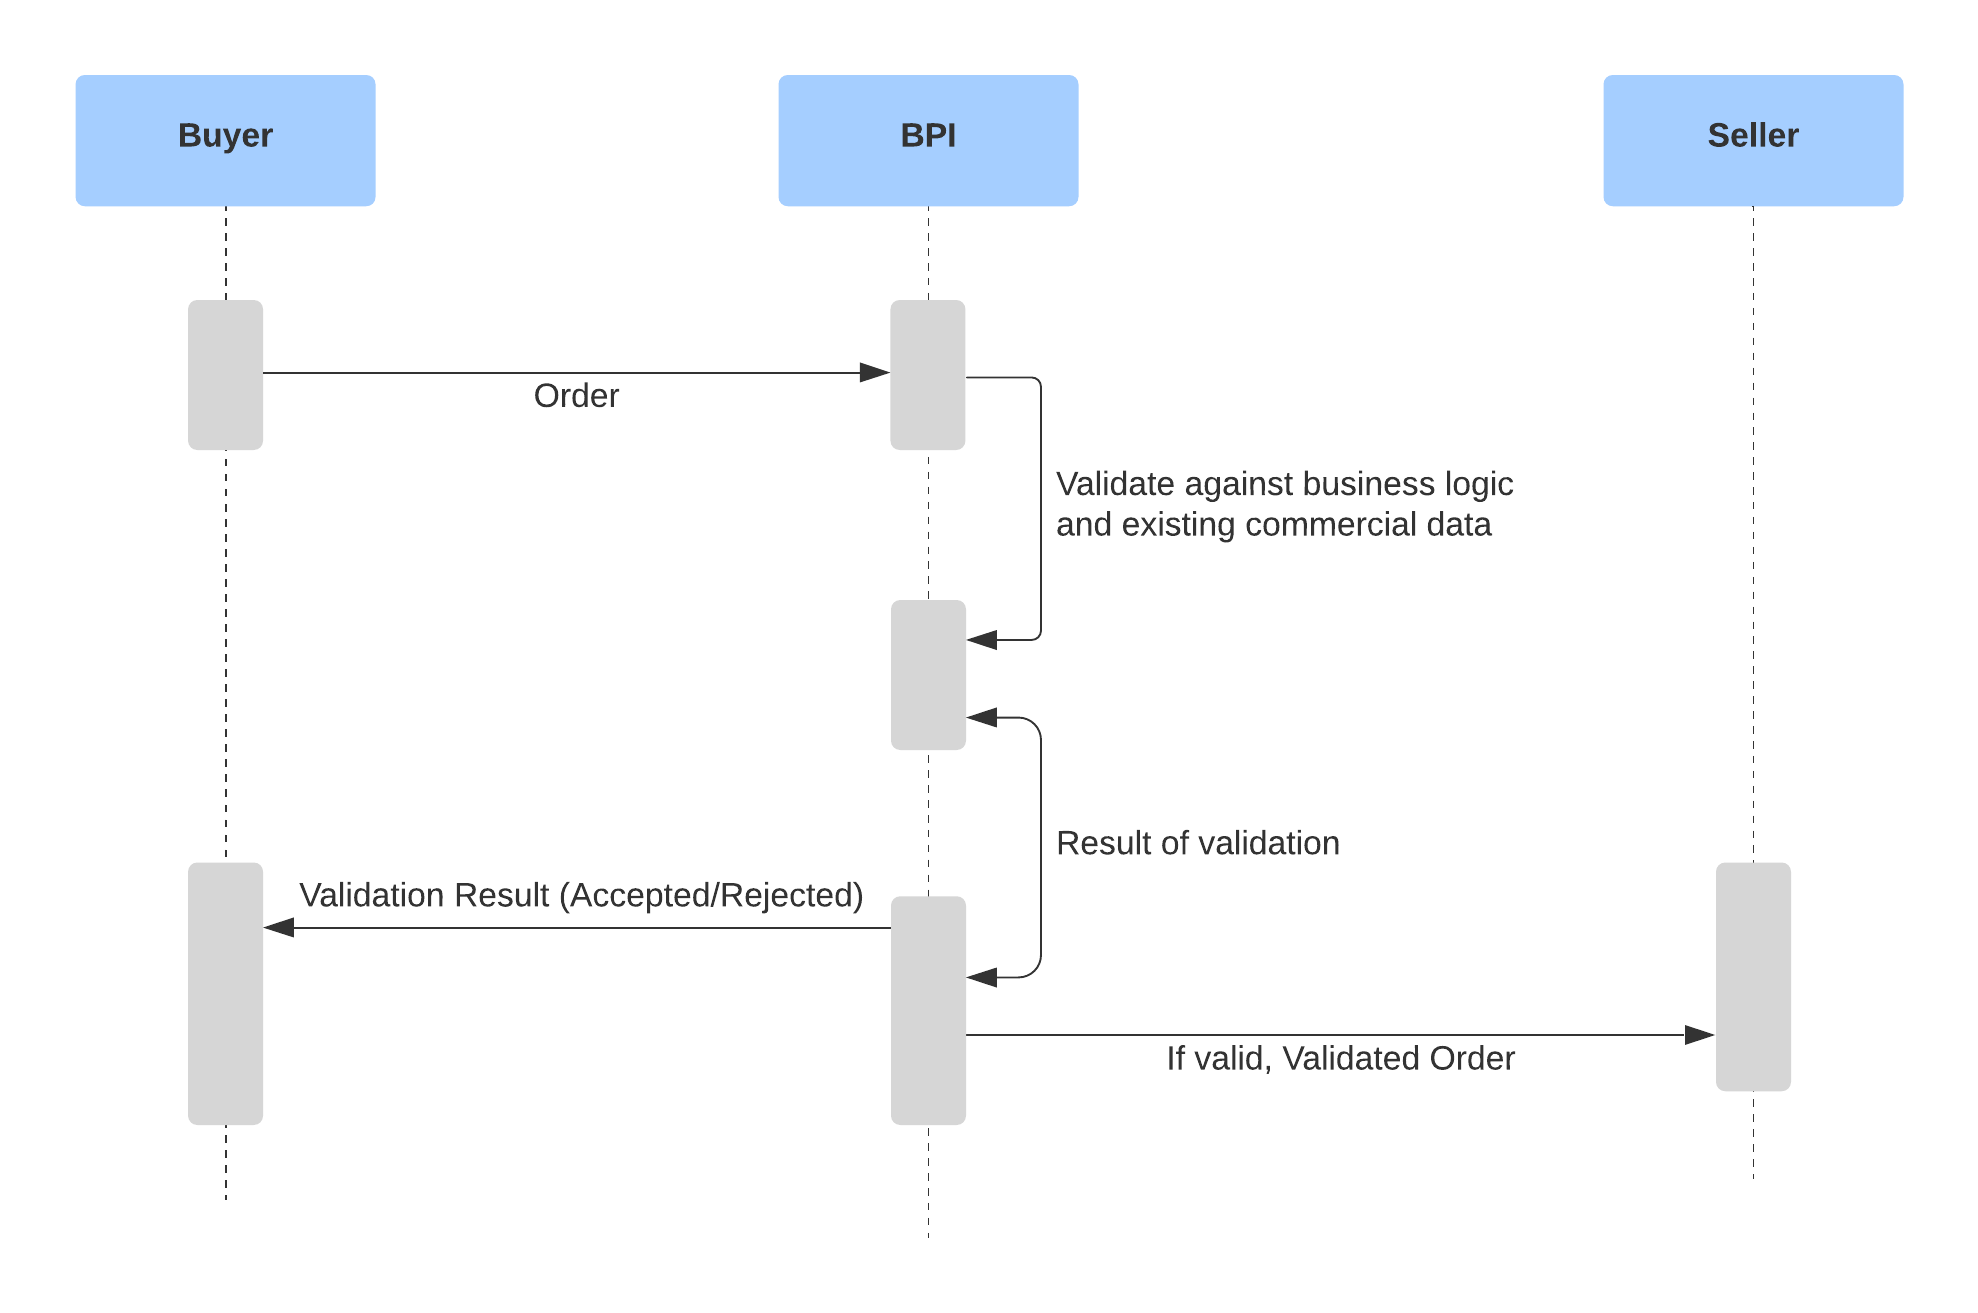 Buyer
BPI
Seller
Order
Validate against business logic
and existing commercial data
Result of validation
Validation Result (Accepted/Rejected)
If valid, Validated Order